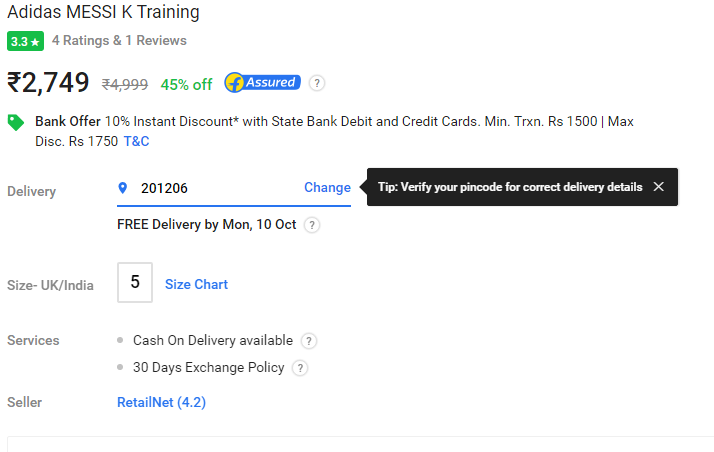 Adidas MESSI K Training
3.3 ★ 4 Ratings & 1 Reviews
₹2,749 ₹4,999 45% off f Assured ?
Bank Offer 10% Instant Discount* with State Bank Debit and Credit Cards. Min. Trxn. Rs 1500 | Max
Disc. Rs 1750 T&C
Delivery 201206 Change Tip: Verify your pincode for correct delivery details ×
FREE Delivery by Mon, 10 Oct ?
Size- UK/India 5 Size Chart
Services • Cash On Delivery available ?
• 30 Days Exchange Policy ?
Seller RetailNet (4.2)